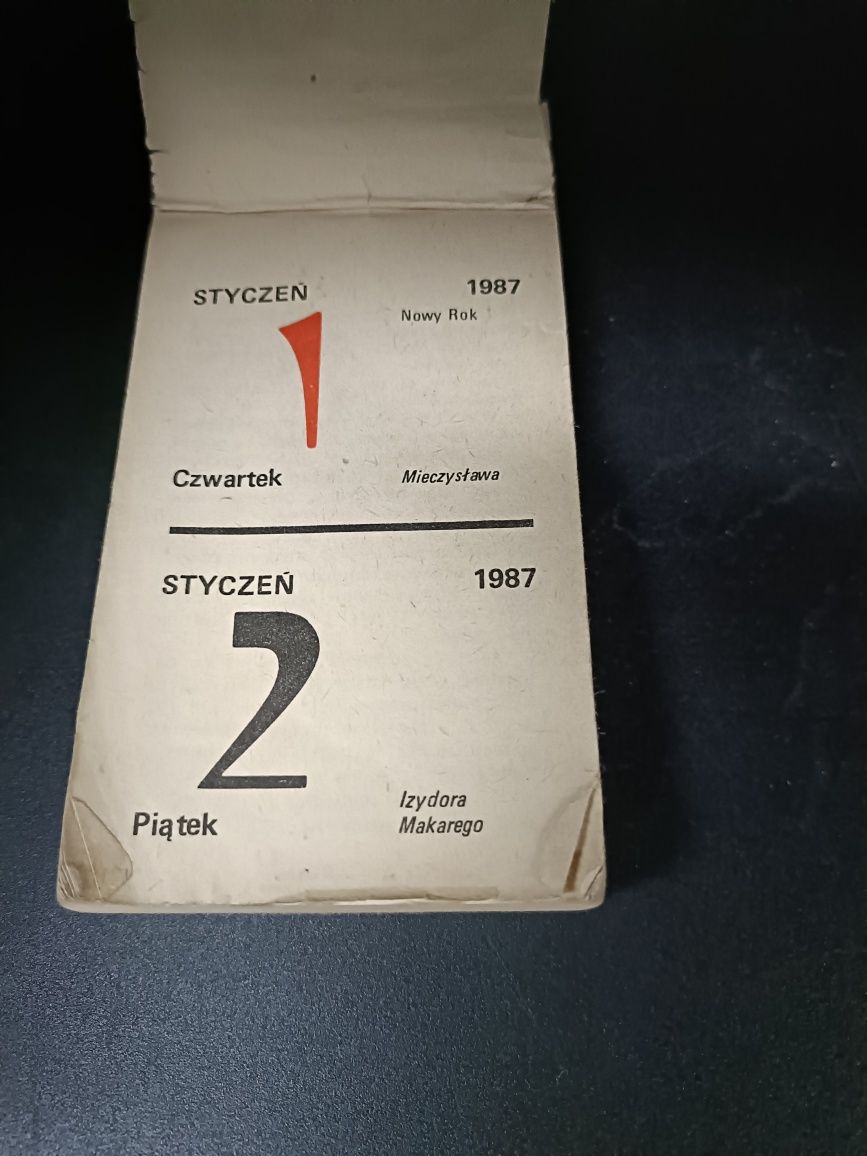 STYCZEŃ 1987
Nowy Rok
1
Czwartek Mieczysława
STYCZEŃ 1987
2
Izydora
Piątek Makarego